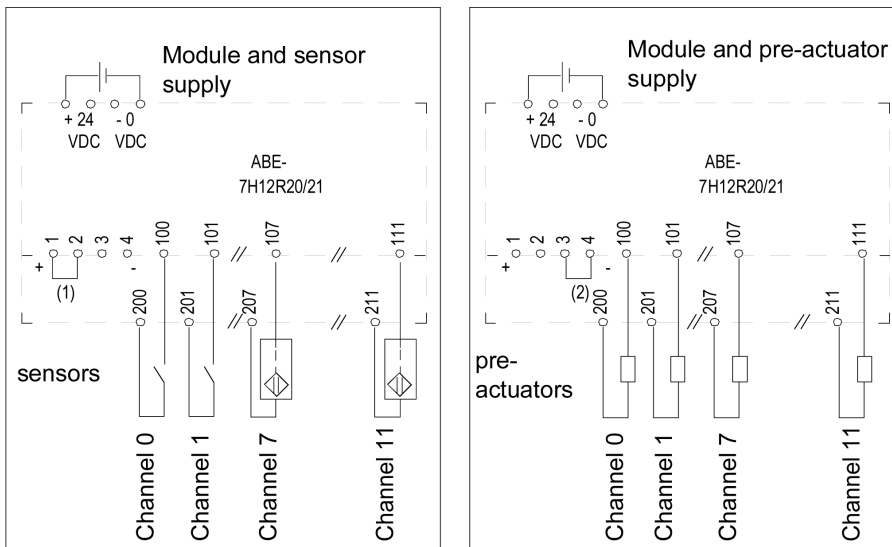 Module and sensor
supply
+ 24 - 0
VDC VDC
ABE-
7H12R20/21
1 2 3 4 100 101 // 107 // 111
+ -
(1)
200 201 // 207 // 211
sensors
Channel 0
Channel 1
Channel 7
Channel 11
Module and pre-actuator
supply
+ 24 - 0
VDC VDC
ABE-
7H12R20/21
1 2 3 4 100 101 // 107 // 111
+ -
(2)
200 201 // 207 // 211
pre-
actuators
Channel 0
Channel 1
Channel 7
Channel 11